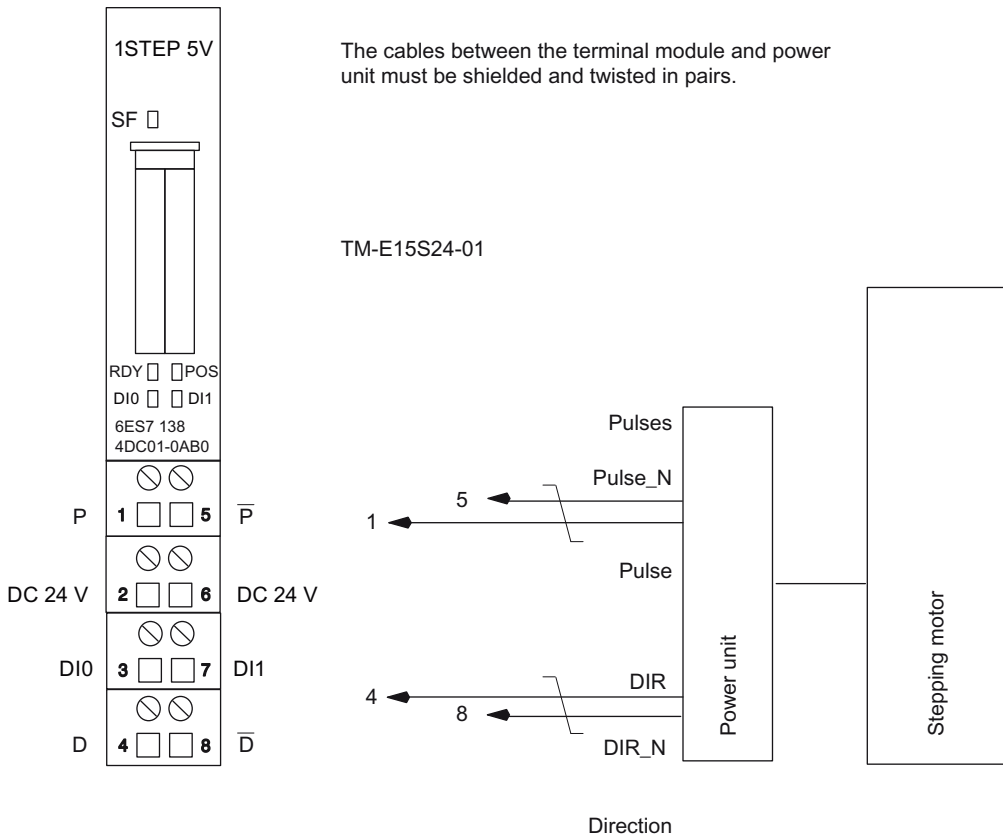 1STEP 5V
The cables between the terminal module and power
unit must be shielded and twisted in pairs.
SF
TM-E15S24-01
RDY POS
DI0 DI1
6ES7 138
4DC01-0AB0
P 1 5 P̅
DC 24 V 2 6 DC 24 V
DI0 3 7 DI1
D 4 8 D̅
Pulses
Pulse_N
5
1
Pulse
DIR
4
8
DIR_N
Direction
Power unit
Stepping motor